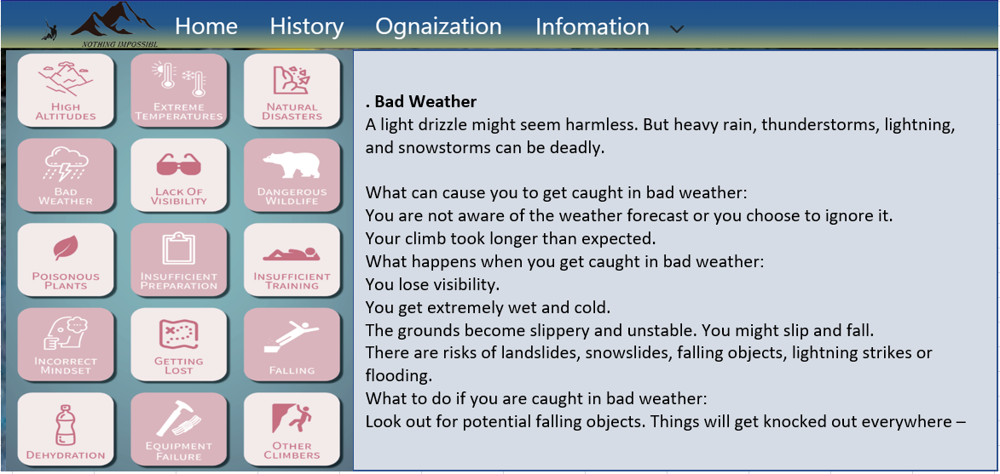 Home History Ognaization Infomation
NOTHING IMPOSSIBL
HIGH
ALTITUDES
EXTREME
TEMPERATURES
NATURAL
DISASTERS
BAD
WEATHER
LACK OF
VISIBILITY
DANGEROUS
WILDLIFE
POISONOUS
PLANTS
INSUFFICIENT
PREPARATION
INSUFFICIENT
TRAINING
INCORRECT
MINDSET
GETTING
LOST
FALLING
DEHYDRATION
EQUIPMENT
FAILURE
OTHER
CLIMBERS
. Bad Weather
A light drizzle might seem harmless. But heavy rain, thunderstorms, lightning,
and snowstorms can be deadly.
What can cause you to get caught in bad weather:
You are not aware of the weather forecast or you choose to ignore it.
Your climb took longer than expected.
What happens when you get caught in bad weather:
You lose visibility.
You get extremely wet and cold.
The grounds become slippery and unstable. You might slip and fall.
There are risks of landslides, snowslides, falling objects, lightning strikes or
flooding.
What to do if you are caught in bad weather:
Look out for potential falling objects. Things will get knocked out everywhere –